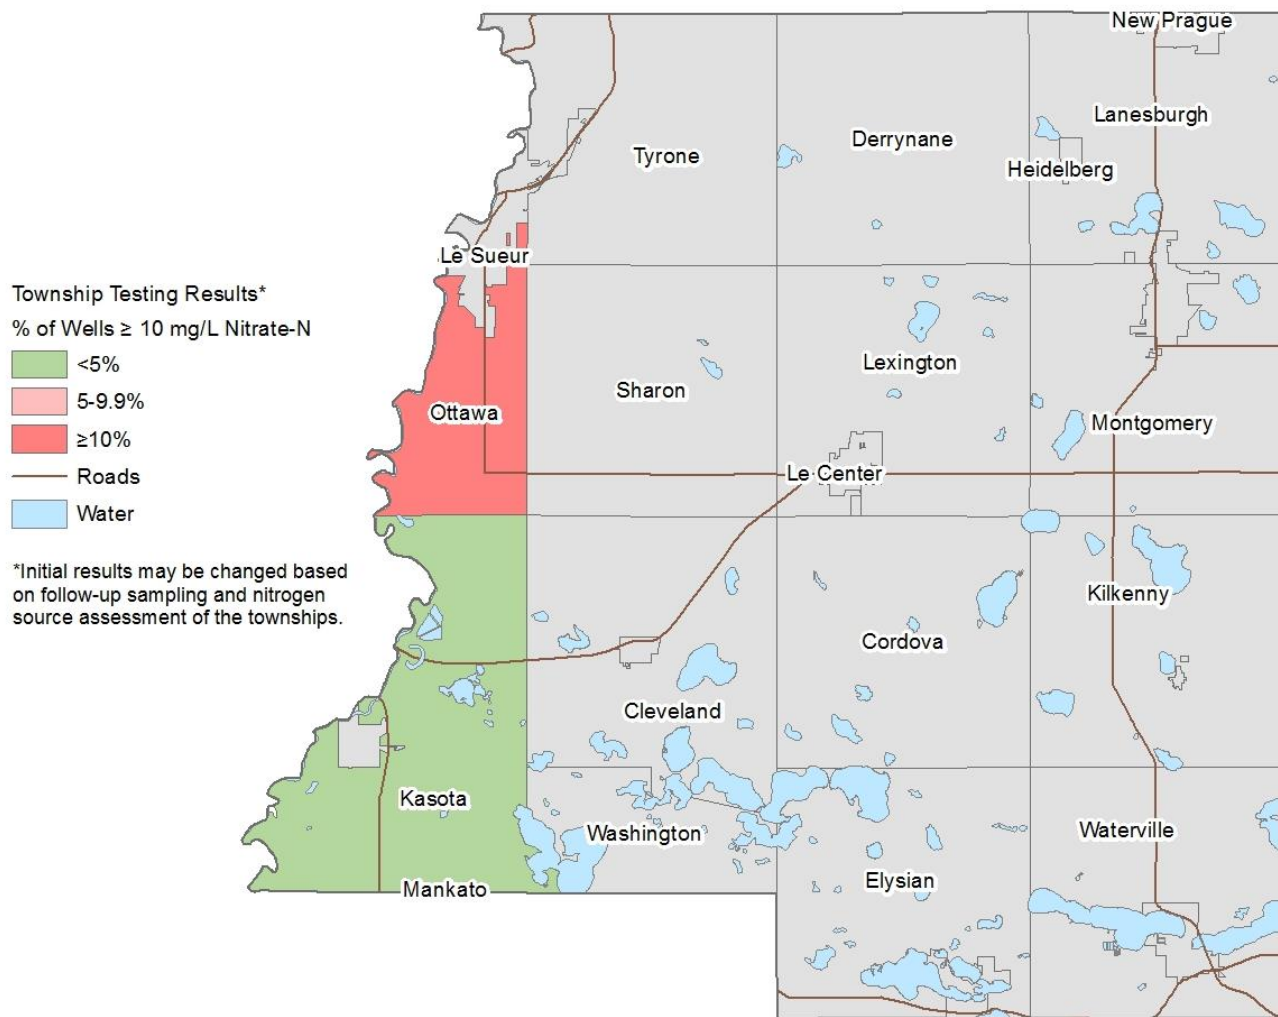 New Prague
Lanesburgh
Derrynane
Tyrone
Heidelberg
Le Sueur
Township Testing Results*
% of Wells ≥ 10 mg/L Nitrate-N
<5%
5-9.9%
≥10%
Roads
Water
*Initial results may be changed based
on follow-up sampling and nitrogen
source assessment of the townships.
Lexington
Sharon
Ottawa
Montgomery
Le Center
Kilkenny
Cordova
Cleveland
Kasota
Washington
Waterville
Elysian
Mankato